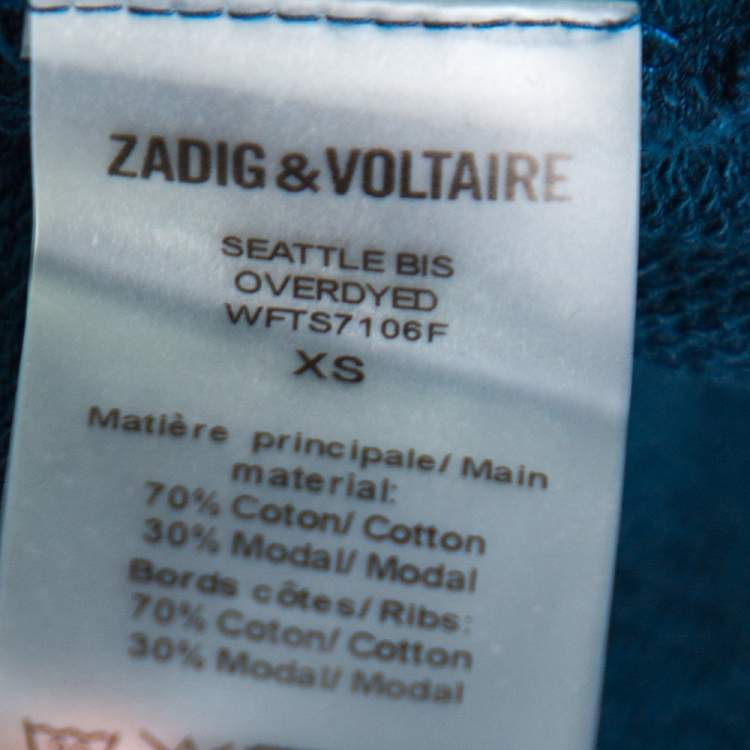 ZADIG & VOLTAIRE
SEATTLE BIS
OVERDYED
WFTS7106F
XS
Matière principale/ Main
material:
70% Coton/ Cotton
30% Modal/ Modal
Bords côtes/ Ribs:
70% Coton/ Cotton
30% Modal/ Modal